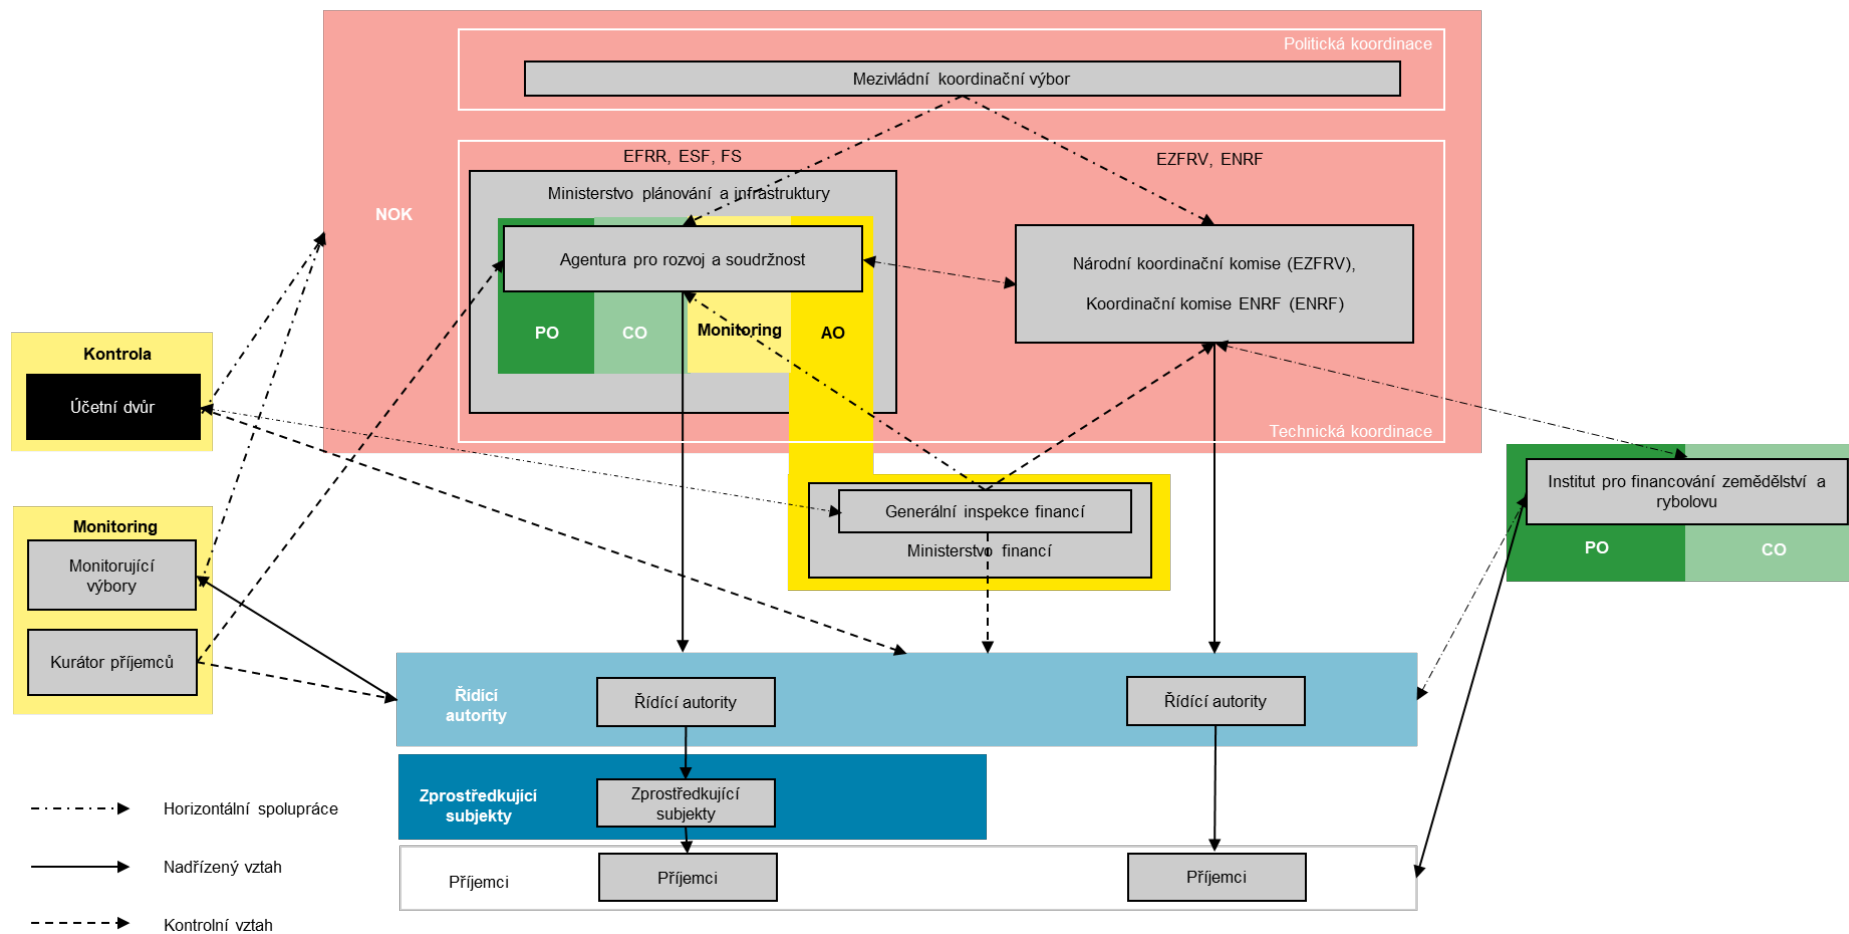 Politická koordinace
Mezivládní koordinační výbor
EFRR, ESF, FS
EZFRV, ENRF
Ministerstvo plánování a infrastruktury
NOK
Agentura pro rozvoj a soudržnost
Národní koordinační komise (EZFRV),
Koordinační komise ENRF (ENRF)
PO
CO
Monitoring
AO
Technická koordinace
Kontrola
Účetní dvůr
Institut pro financování zemědělství a
rybolovu
PO
CO
Generální inspekce financí
Ministerstvo financí
Monitoring
Monitorující
výbory
Kurátor příjemců
Řídící
autority
Řídící autority
Řídící autority
Zprostředkující
subjekty
Zprostředkující
subjekty
Příjemci
Příjemci
Příjemci
Horizontální spolupráce
Nadřízený vztah
Kontrolní vztah